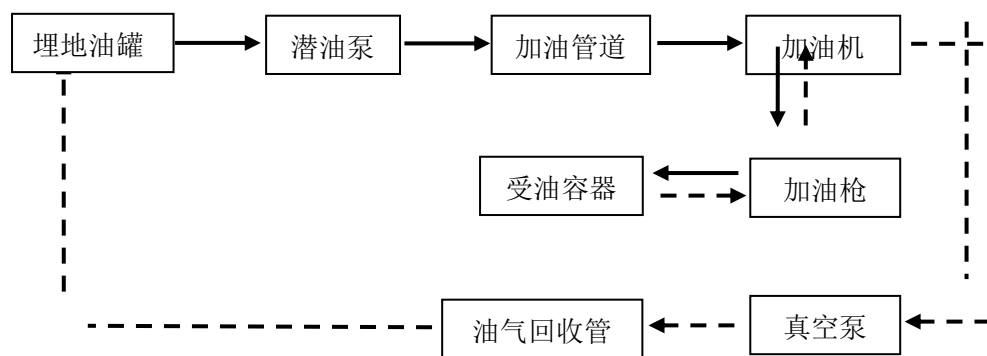 埋地油罐
潜油泵
加油管道
加油机
受油容器
加油枪
油气回收管
真空泵